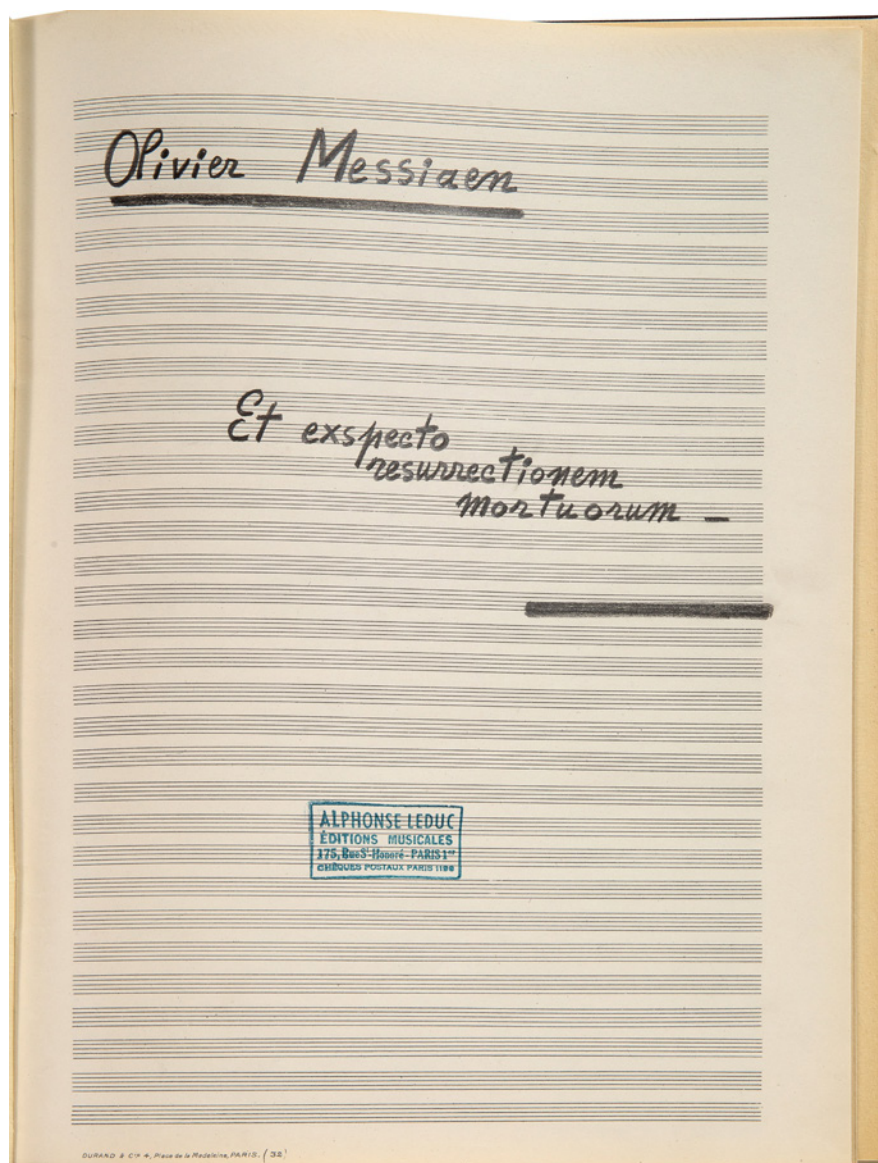 Olivier Messiaen
Et exspecto
resurrectionem
mortuorum –
ALPHONSE LEDUC
ÉDITIONS MUSICALES
175, Rue St-Honoré - PARIS 1er
CHÈQUES POSTAUX PARIS 1198
DURAND & Cie 4, Place de la Madeleine, PARIS. (32)